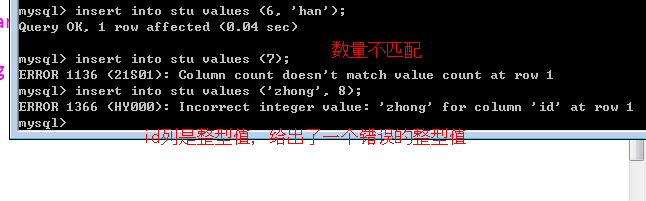 mysql> insert into stu values (6, 'han');
Query OK, 1 row affected (0.04 sec)
mysql> insert into stu values (7);
数量不匹配
ERROR 1136 (21S01): Column count doesn't match value count at row 1
mysql> insert into stu values ('zhong', 8);
ERROR 1366 (HY000): Incorrect integer value: 'zhong' for column 'id' at row 1
mysql>
id列是整型值，给出了一个错误的整型值